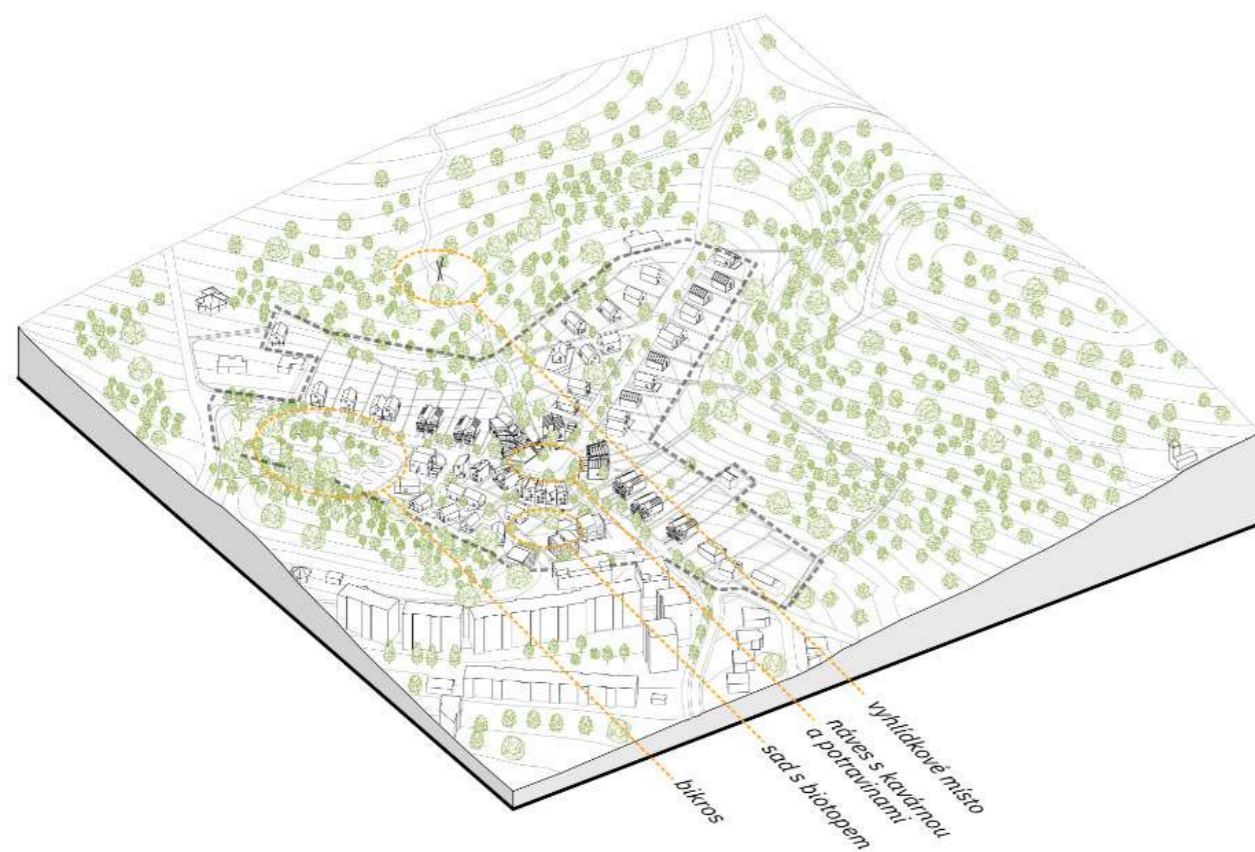 vyhlídkové místo
náves s kavárnou
a potravinami
sad s biotopem
bikros